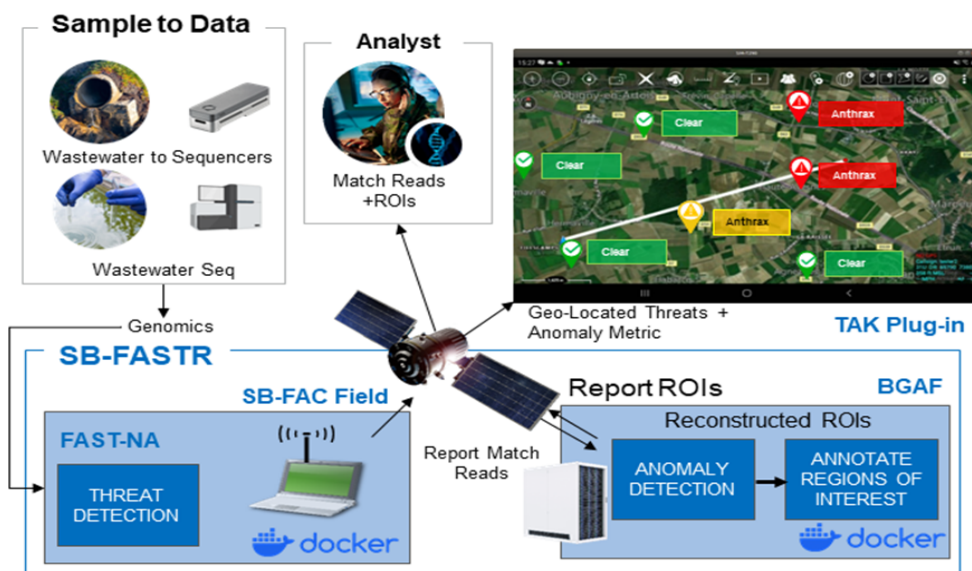 Sample to Data
Wastewater to Sequencers
Wastewater Seq
Analyst
Match Reads
+ROIs
15:27
Clear
Anthrax
Clear
Anthrax
Anthrax
Clear
Clear
Geo-Located Threats +
Anomaly Metric
TAK Plug-in
Genomics
SB-FASTR
SB-FAC Field
FAST-NA
THREAT
DETECTION
docker
Report Match
Reads
Report ROIs
BGAF
Reconstructed ROIs
ANOMALY
DETECTION
ANNOTATE
REGIONS OF
INTEREST
docker